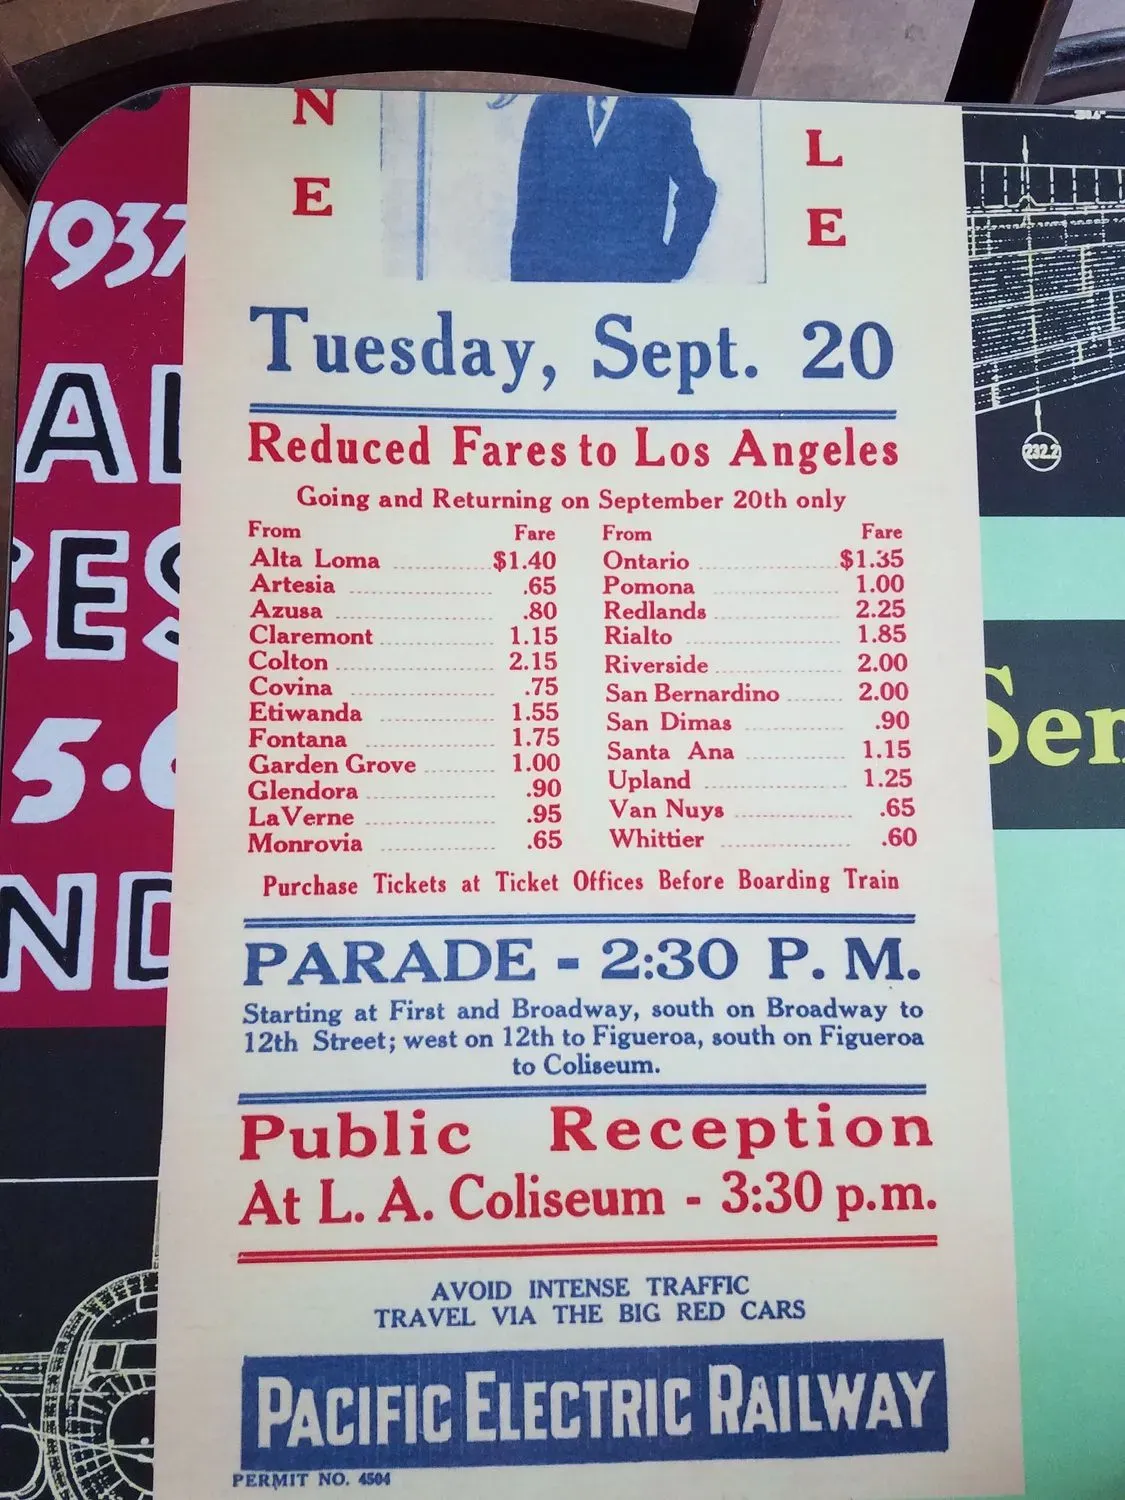 N
E
L
E
1937
Tuesday, Sept. 20
Reduced Fares to Los Angeles
Going and Returning on September 20th only
From Fare
Alta Loma $1.40
Artesia .65
Azusa .80
Claremont 1.15
Colton 2.15
Covina .75
Etiwanda 1.55
Fontana 1.75
Garden Grove 1.00
Glendora .90
LaVerne .95
Monrovia .65
From Fare
Ontario $1.35
Pomona 1.00
Redlands 2.25
Rialto 1.85
Riverside 2.00
San Bernardino 2.00
San Dimas .90
Santa Ana 1.15
Upland 1.25
Van Nuys .65
Whittier .60
Purchase Tickets at Ticket Offices Before Boarding Train
PARADE - 2:30 P. M.
Starting at First and Broadway, south on Broadway to
12th Street; west on 12th to Figueroa, south on Figueroa
to Coliseum.
Public Reception
At L. A. Coliseum - 3:30 p.m.
AVOID INTENSE TRAFFIC
TRAVEL VIA THE BIG RED CARS
PACIFIC ELECTRIC RAILWAY
PERMIT NO. 4504
232.2
Sen